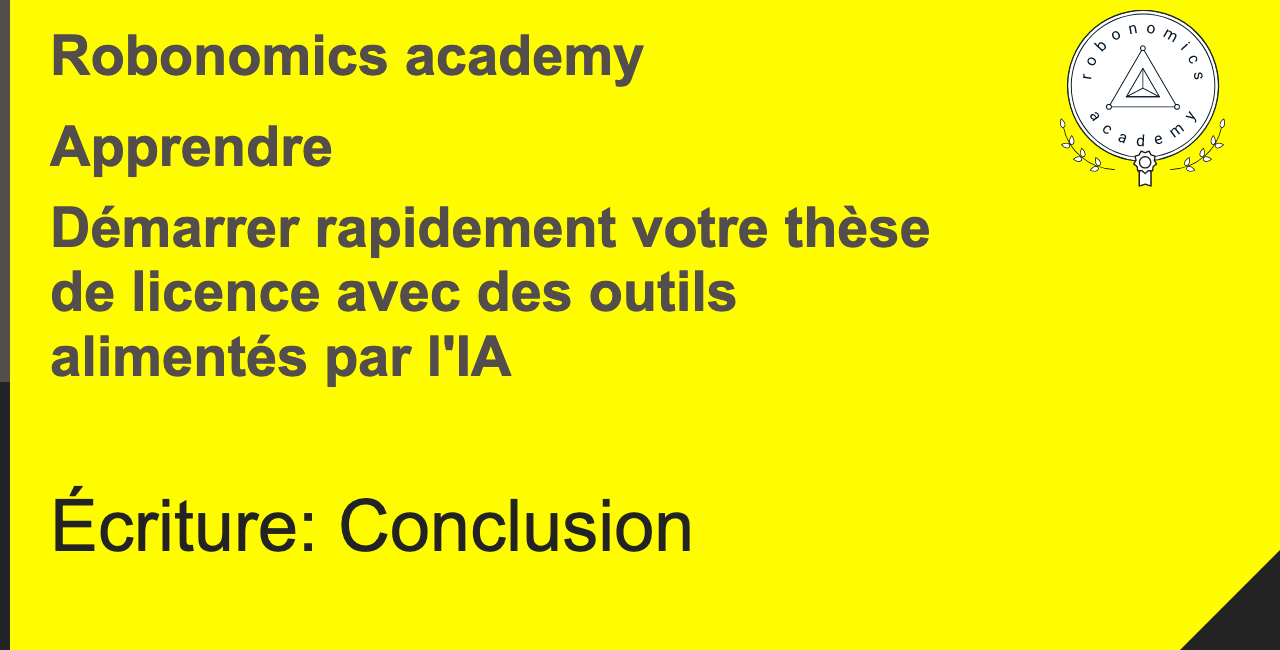 Robonomics academy
robonomics
academy
Apprendre
Démarrer rapidement votre thèse
de licence avec des outils
alimentés par l'IA
Écriture: Conclusion